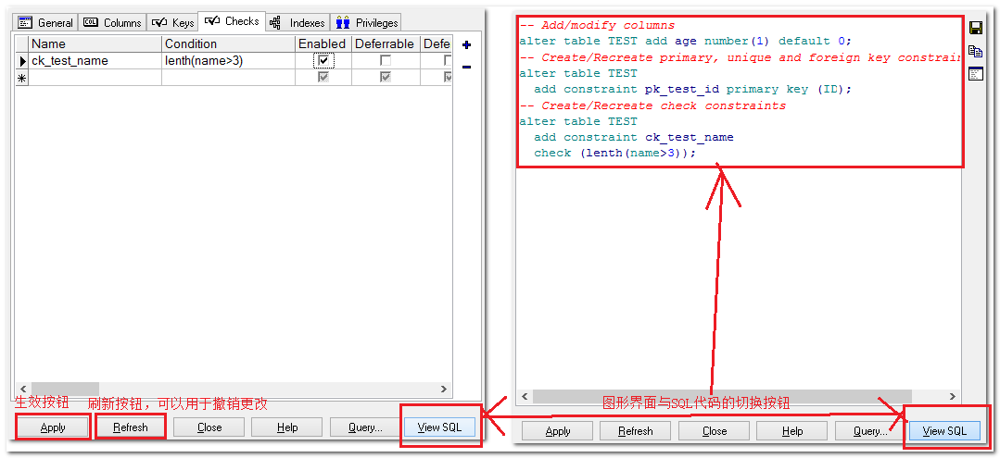 General Columns Keys Checks Indexes Privileges
Name Condition Enabled Deferrable Defe
ck_test_name lenth(name>3)
生效按钮 刷新按钮，可以用于撤销更改
Apply Refresh Close Help Query... View SQL
-- Add/modify columns
alter table TEST add age number(1) default 0;
-- Create/Recreate primary, unique and foreign key constrain
alter table TEST
add constraint pk_test_id primary key (ID);
-- Create/Recreate check constraints
alter table TEST
add constraint ck_test_name
check (lenth(name>3));
图形界面与SQL代码的切换按钮
Apply Refresh Close Help Query... View SQL